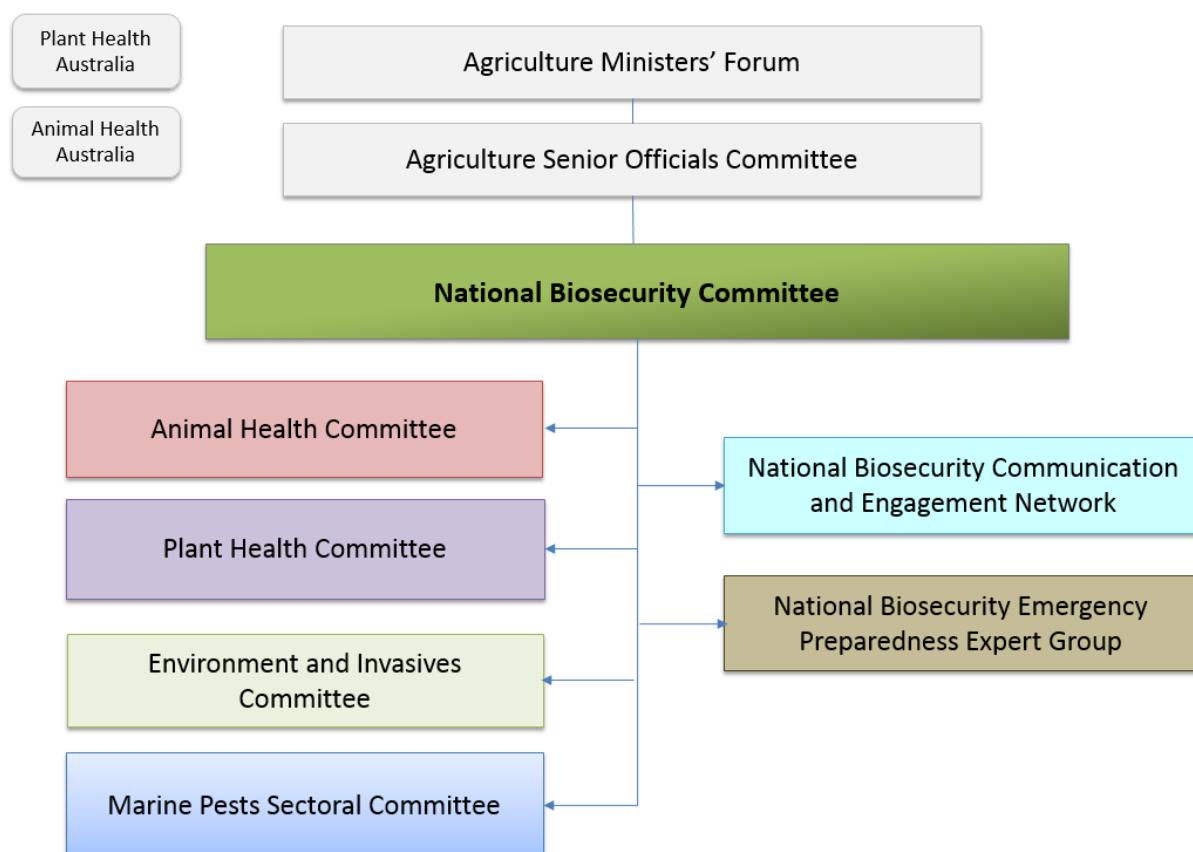 Plant Health
Australia
Animal Health
Australia
Agriculture Ministers’ Forum
Agriculture Senior Officials Committee
National Biosecurity Committee
Animal Health Committee
Plant Health Committee
Environment and Invasives
Committee
Marine Pests Sectoral Committee
National Biosecurity Communication
and Engagement Network
National Biosecurity Emergency
Preparedness Expert Group